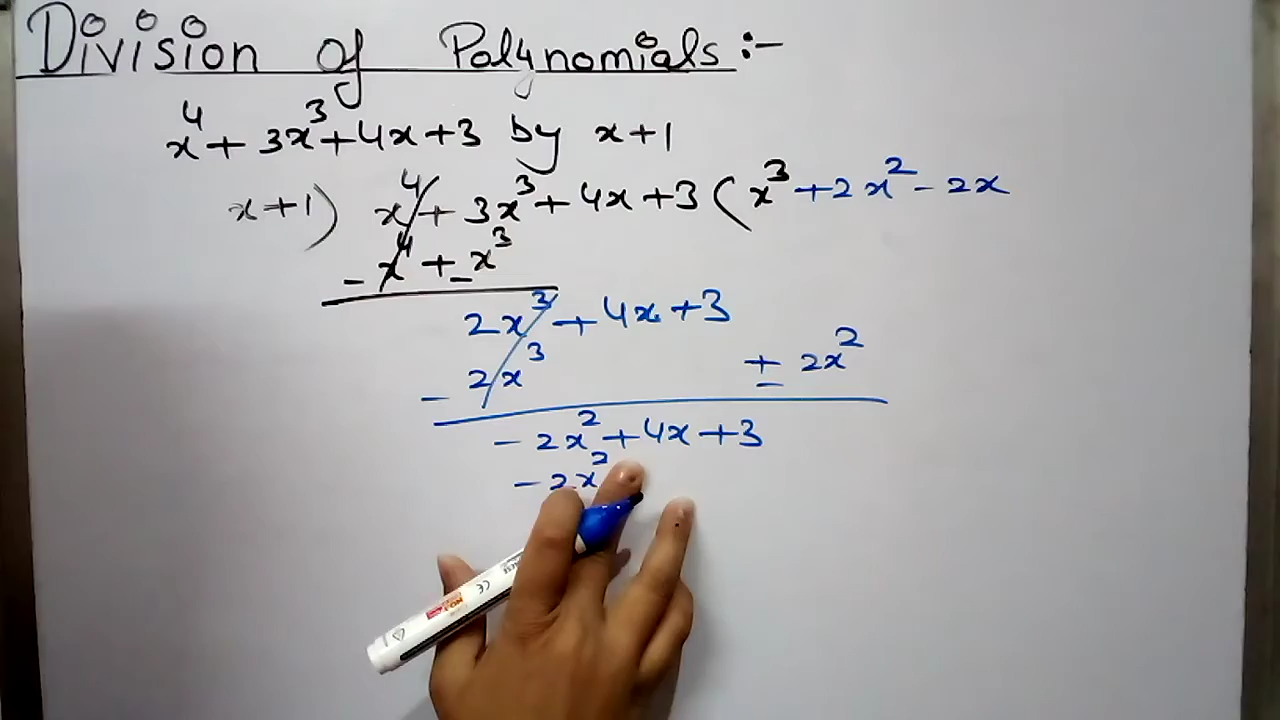 Division of Polynomials :-
x⁴ + 3x³ + 4x + 3 by x + 1
x+1) x⁴ + 3x³ + 4x + 3 (x³ + 2x² - 2x
- x⁴ + - x³
2x³ + 4x + 3
- 2x³ ± 2x²
- 2x² + 4x + 3
- 2x²